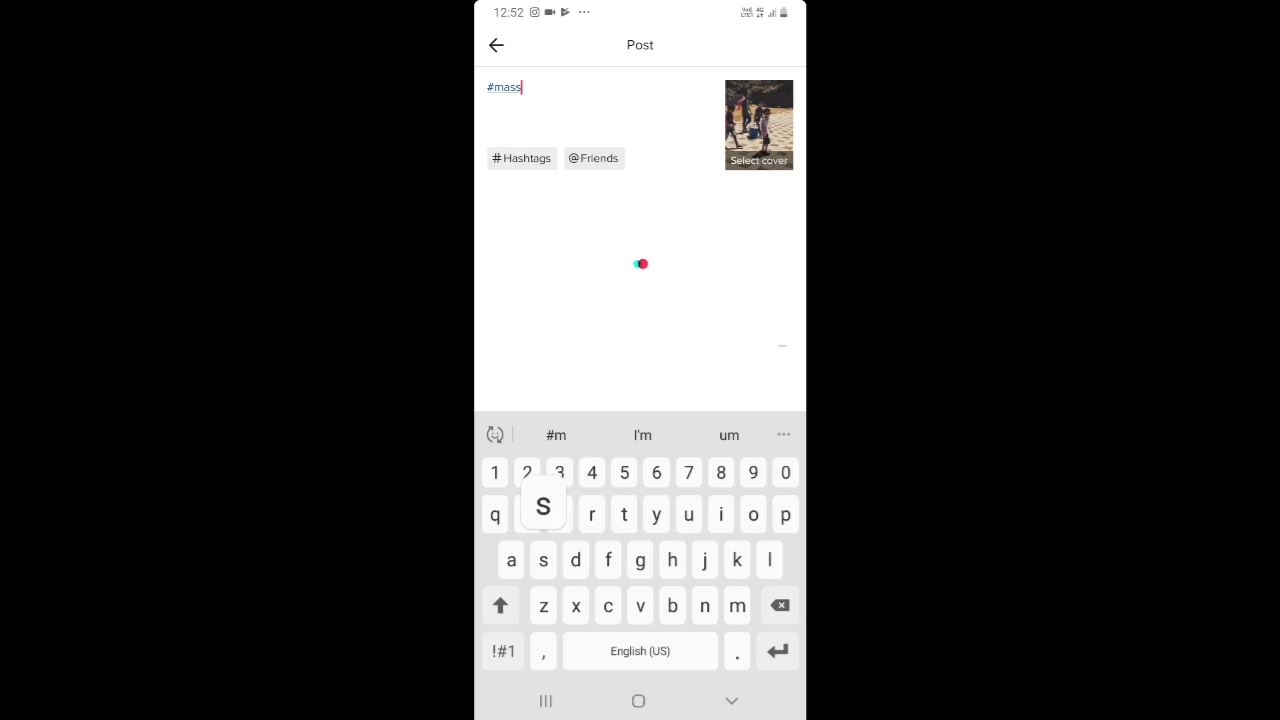 12:52
Post
#mass
Select cover
#Hashtags @Friends
#m I'm um
1 2 3 4 5 6 7 8 9 0
q s r t y u i o p
a s d f g h j k l
z x c v b n m
!#1 , English (US) .